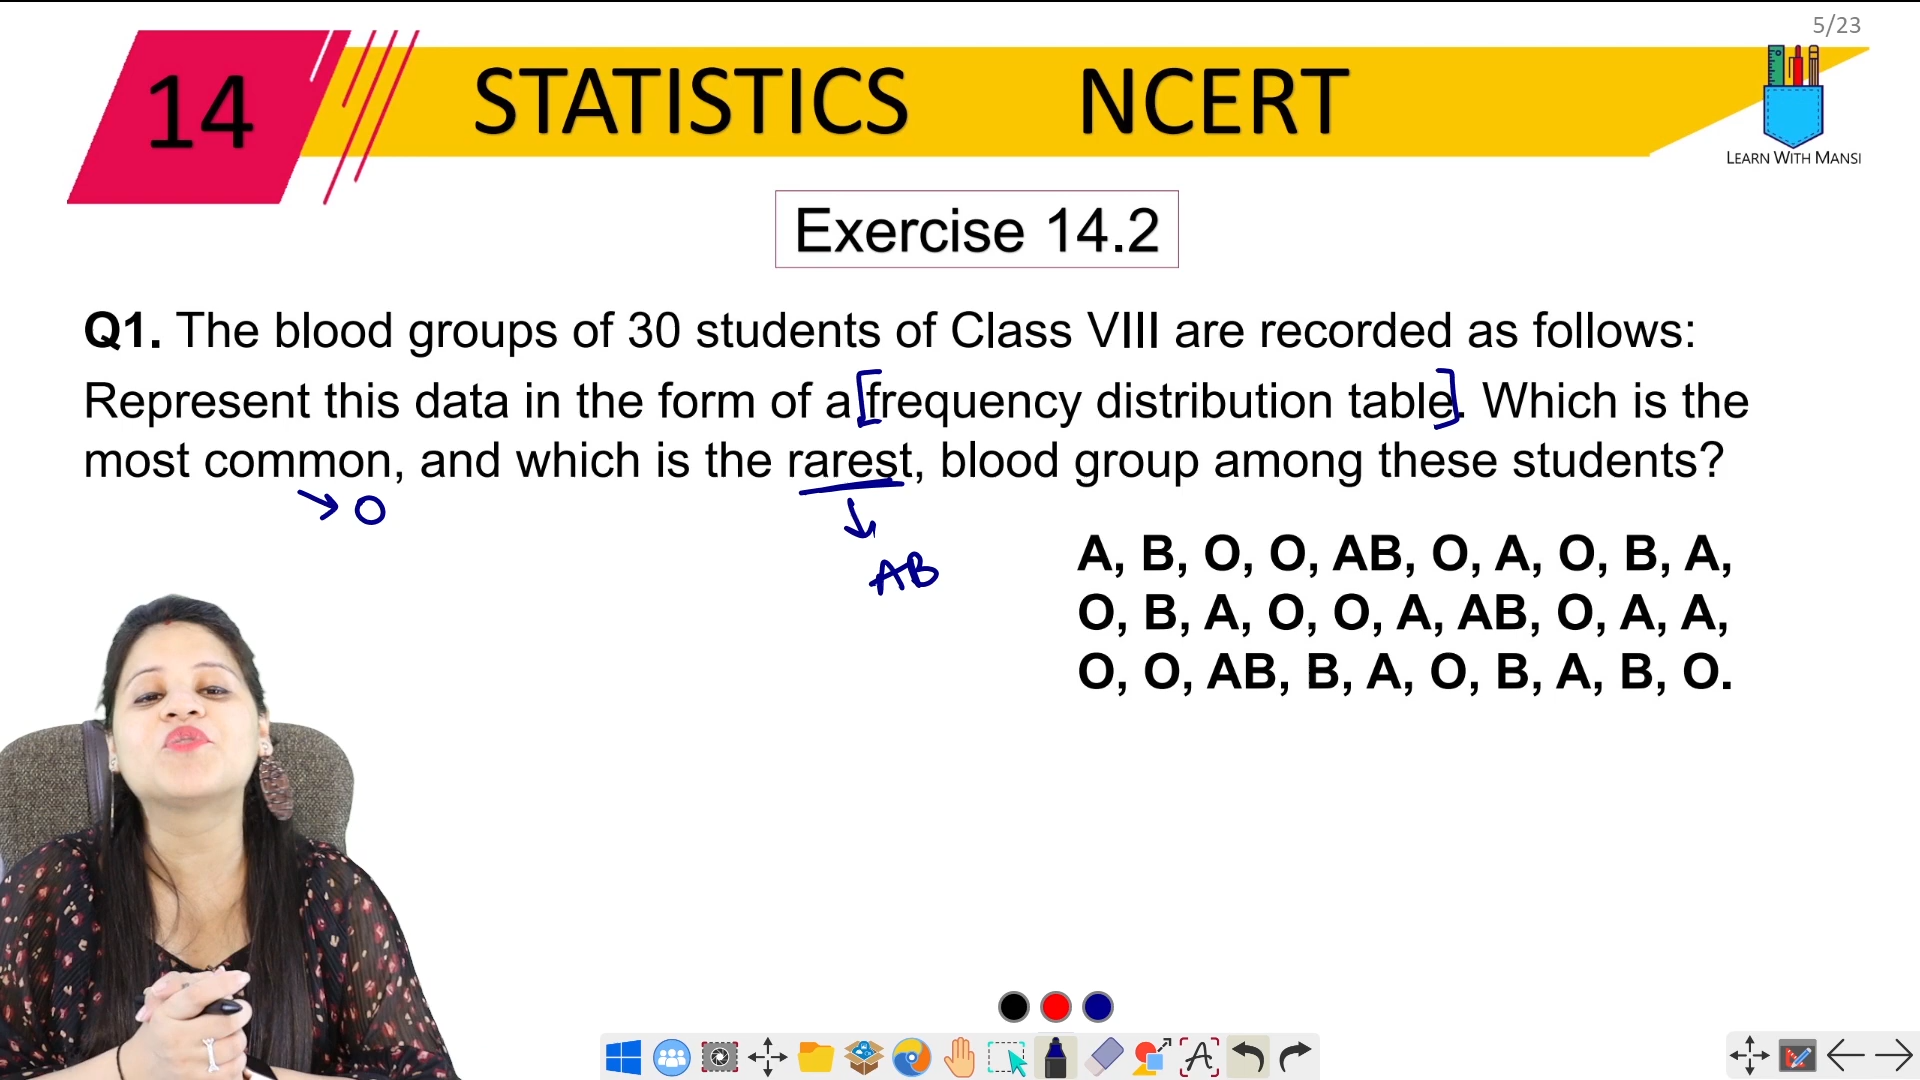 5/23
14 STATISTICS NCERT
LEARN WITH MANSI
Exercise 14.2
Q1. The blood groups of 30 students of Class VIII are recorded as follows:
Represent this data in the form of a [frequency distribution table]. Which is the
most common, and which is the rarest, blood group among these students?
→ O
↓
AB
A, B, O, O, AB, O, A, O, B, A,
O, B, A, O, O, A, AB, O, A, A,
O, O, AB, B, A, O, B, A, B, O.